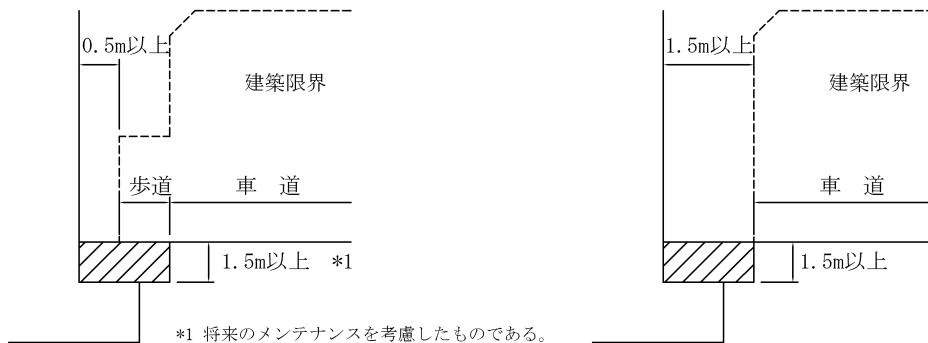 0.5m以上
建築限界
歩道 車 道
1.5m以上 *1
*1 将来のメンテナンスを考慮したものである。
1.5m以上
建築限界
車 道
1.5m以上